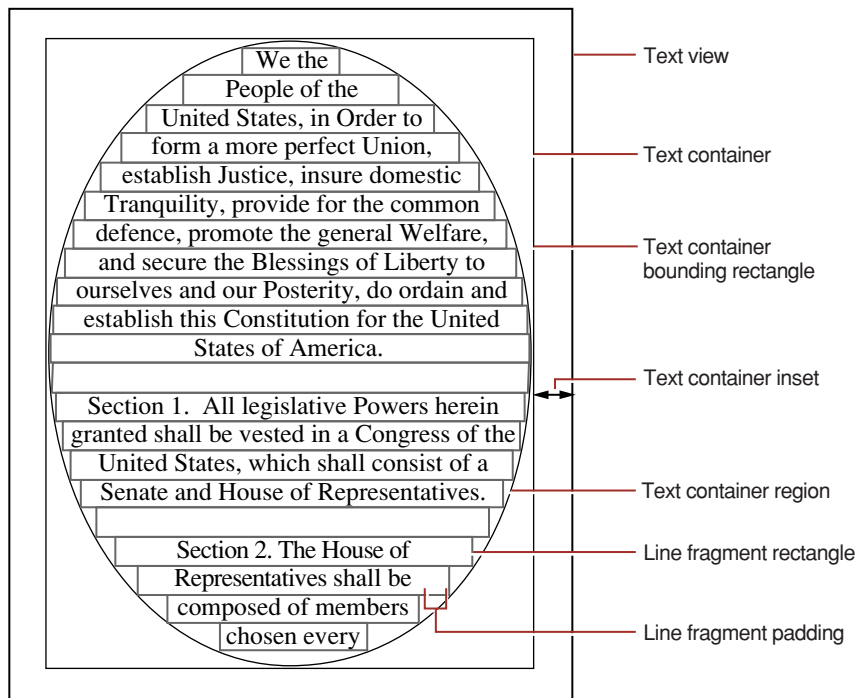 We the
People of the
United States, in Order to
form a more perfect Union,
establish Justice, insure domestic
Tranquility, provide for the common
defence, promote the general Welfare,
and secure the Blessings of Liberty to
ourselves and our Posterity, do ordain and
establish this Constitution for the United
States of America.
Section 1.  All legislative Powers herein
granted shall be vested in a Congress of the
United States, which shall consist of a
Senate and House of Representatives.
Section 2. The House of
Representatives shall be
composed of members
chosen every
Text view
Text container
Text container
bounding rectangle
Text container inset
Text container region
Line fragment rectangle
Line fragment padding